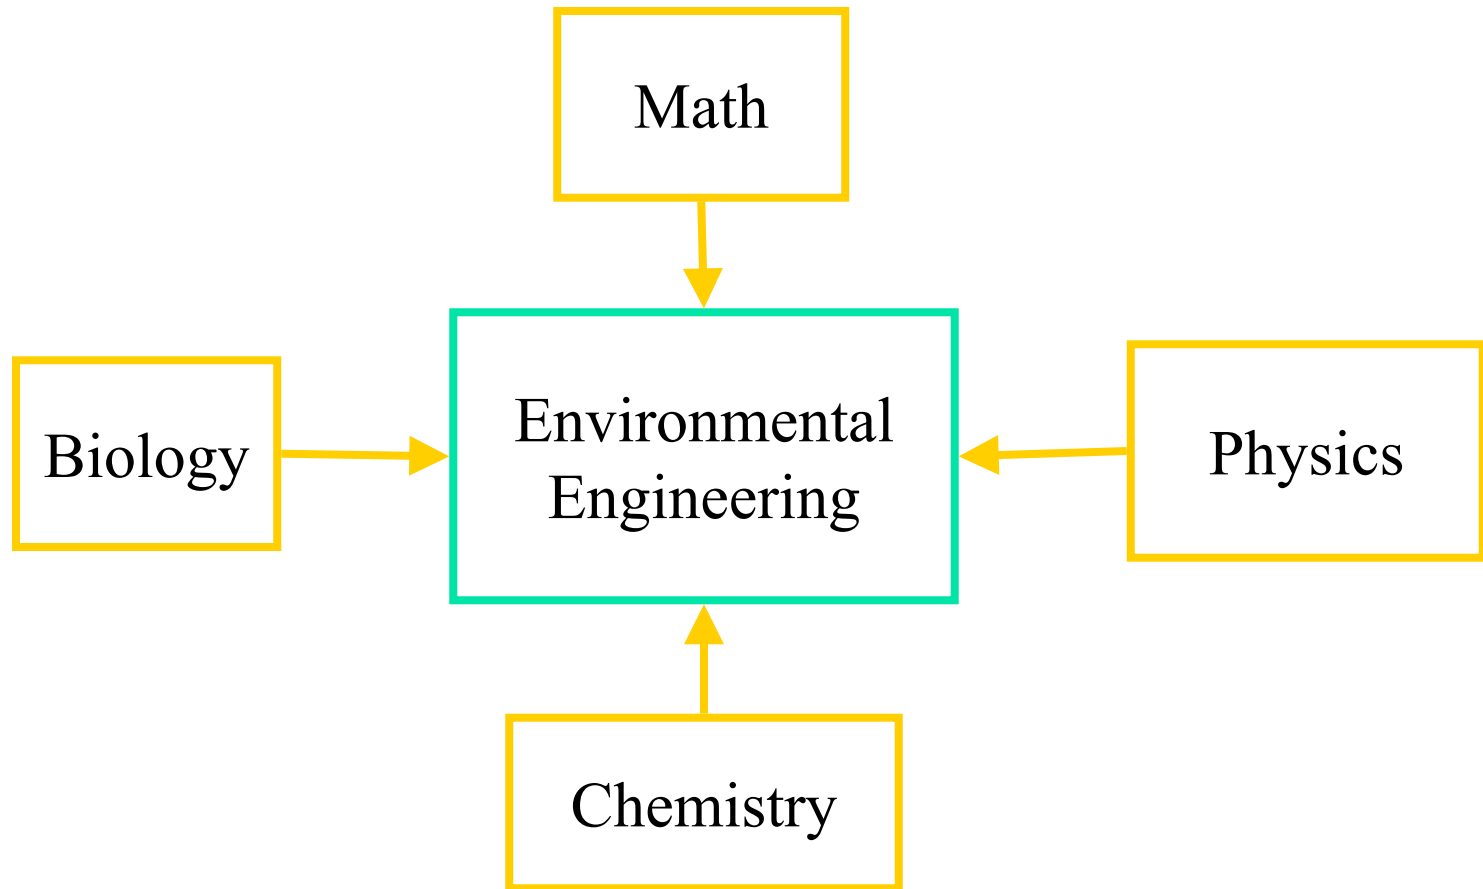 Math
Biology
Environmental
Engineering
Physics
Chemistry